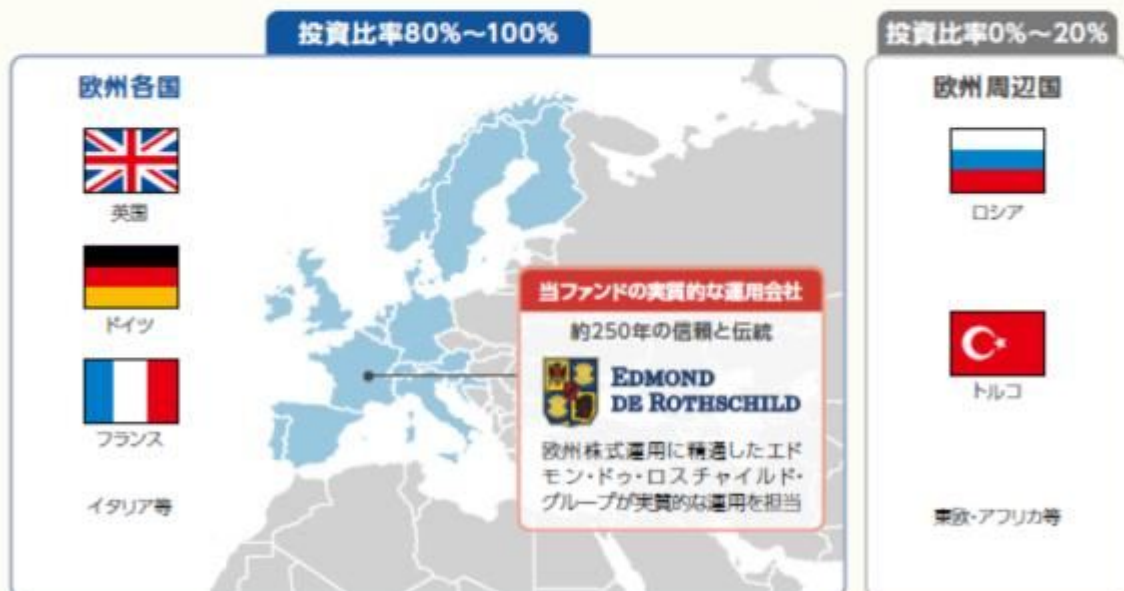 投資比率80%～100%
欧州各国
英国
ドイツ
フランス
イタリア等
当ファンドの実質的な運用会社
約250年の信頼と伝統
EDMOND
DE ROTHSCHILD
欧州株式運用に精通したエド
モン・ドゥ・ロスチャイルド・
グループが実質的な運用を担当
投資比率0%～20%
欧州周辺国
ロシア
トルコ
東欧・アフリカ等